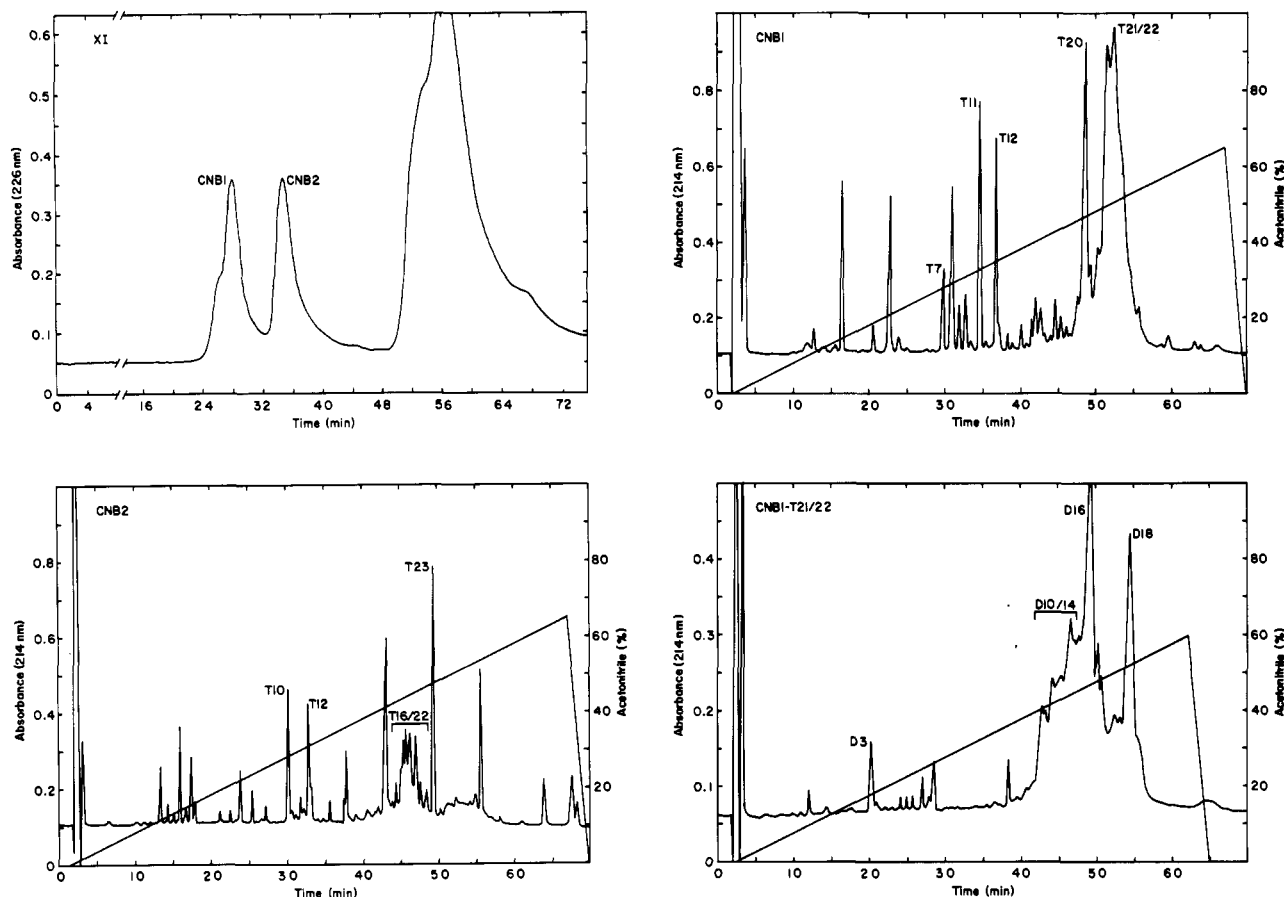 XI
Absorbance (226 nm)
0.6
0.5
0.4
0.3
0.2
0.1
0
CNB1
CNB2
0 4 16 24 32 40 48 56 64 72
Time (min)
CNB1
Absorbance (214 nm)
0.8
0.6
0.4
0.2
0
T7
T11
T12
T20
T21/22
80
60
40
20
Acetonitrile (%)
10 20 30 40 50 60
Time (min)
CNB2
Absorbance (214 nm)
0.8
0.6
0.4
0.2
0
T10
T12
T16/22
T23
80
60
40
20
Acetonitrile (%)
0 10 20 30 40 50 60
Time (min)
CNB1-T21/22
Absorbance (214 nm)
0.4
0.3
0.2
0.1
0
D3
D10/14
D16
D18
80
60
40
20
Acetonitrile (%)
0 10 20 30 40 50 60
Time (min)